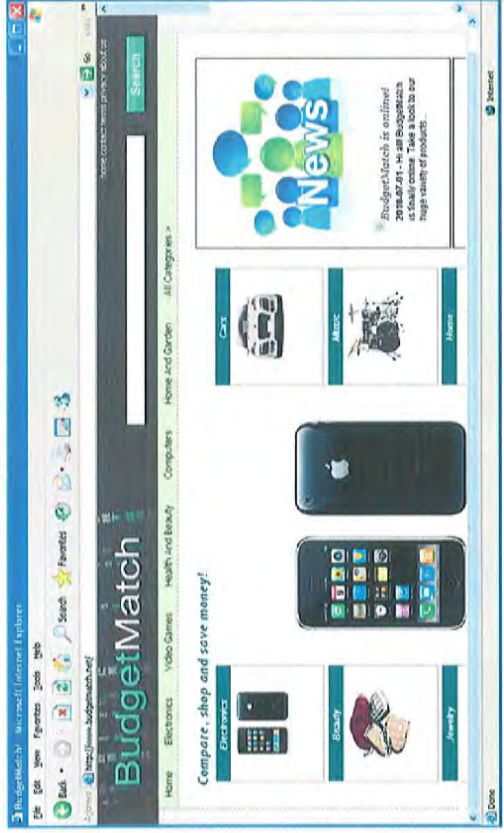 BudgetMatch! - Microsoft Internet Explorer
File Edit View Favorites Tools Help
Back Search Favorites
Address http://www.budgetmatch.net/ Go
home contact terms privacy about us
BudgetMatch
Search
Home Electronics Video Games Health And Beauty Computers Home And Garden All Categories »
Compare, shop and save money!
Electronics
Beauty
Jewelry
Cars
Music
Home
News
BudgetMatch is online!
2010-07-01 - Hi all! BudgetMatch
is finally online. Take a look to our
huge variety of products...
Done
Internet